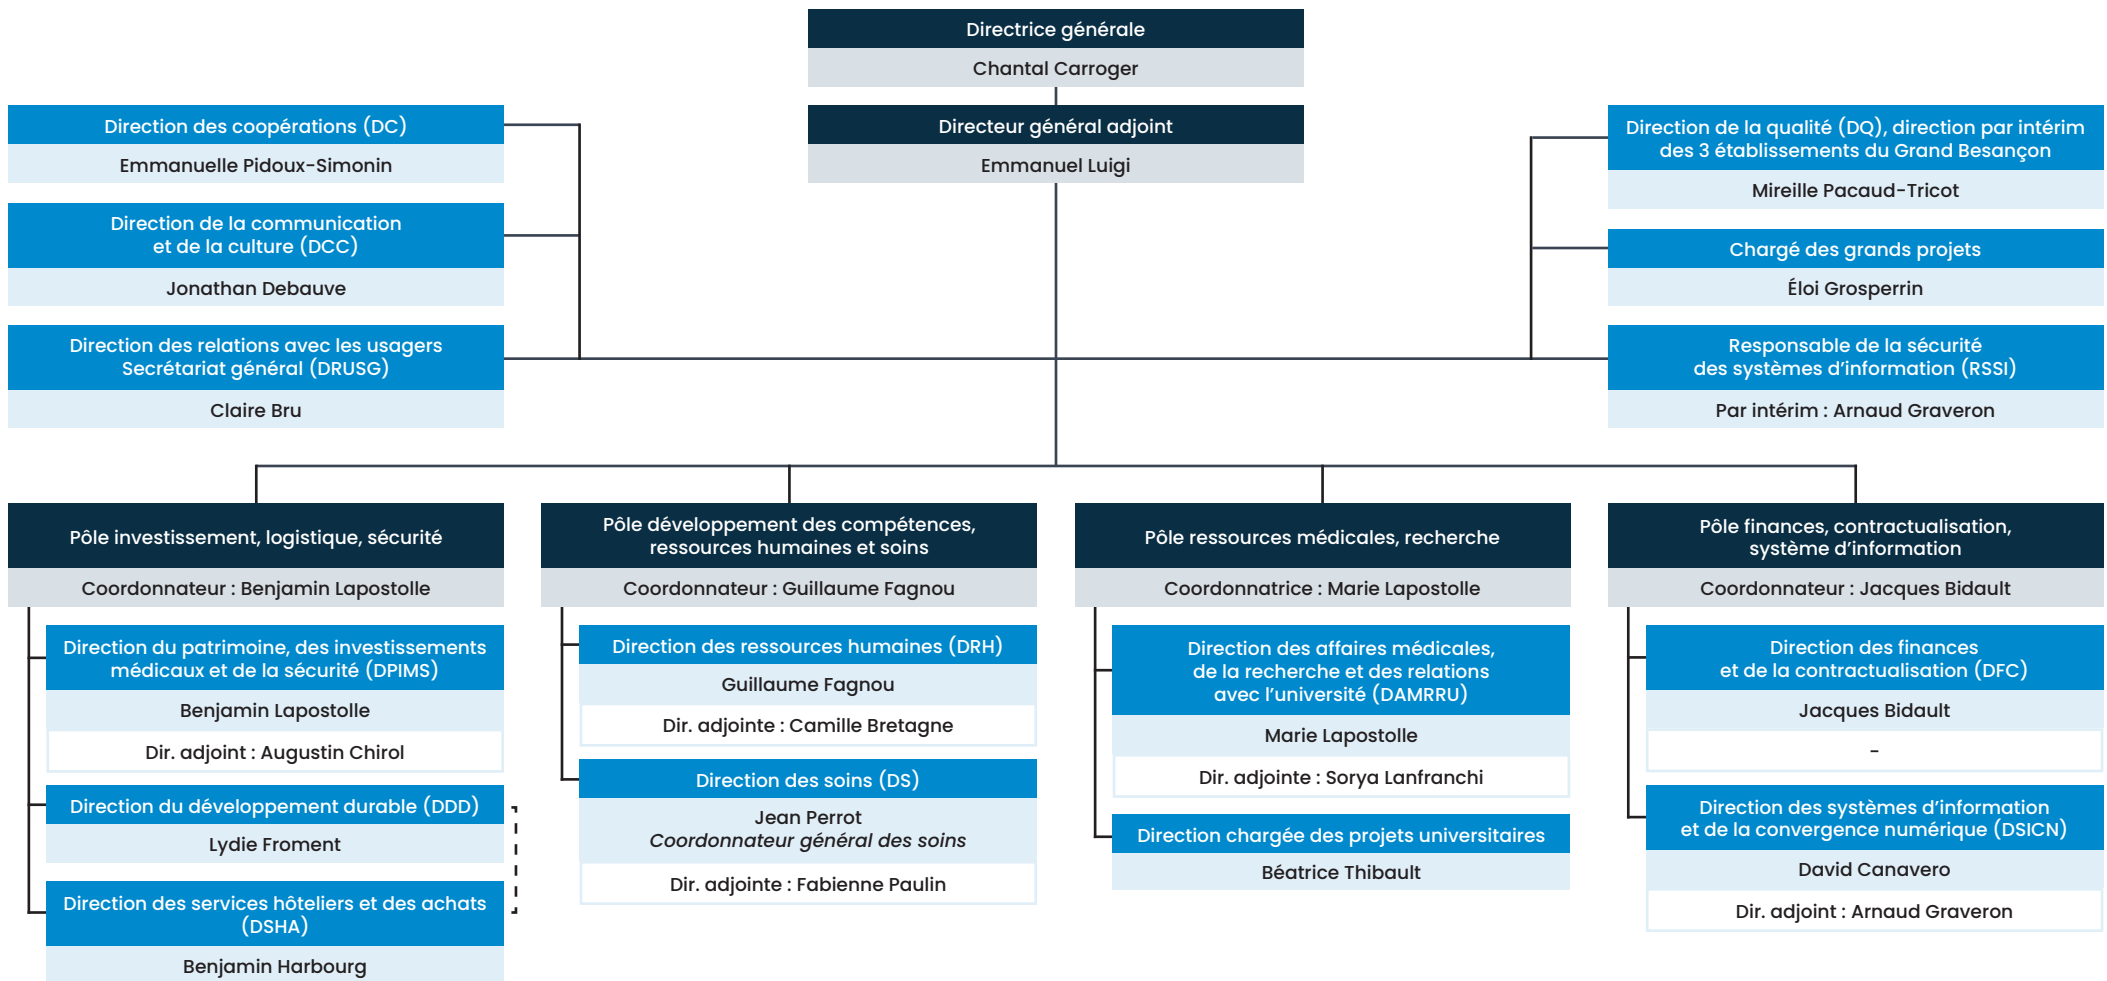 Directrice générale
Chantal Carroger
Directeur général adjoint
Emmanuel Luigi
Direction des coopérations (DC)
Emmanuelle Pidoux-Simonin
Direction de la communication
et de la culture (DCC)
Jonathan Debauve
Direction des relations avec les usagers
Secrétariat général (DRUSG)
Claire Bru
Direction de la qualité (DQ), direction par intérim
des 3 établissements du Grand Besançon
Mireille Pacaud-Tricot
Chargé des grands projets
Éloi Grosperrin
Responsable de la sécurité
des systèmes d’information (RSSI)
Par intérim : Arnaud Graveron
Pôle investissement, logistique, sécurité
Coordonnateur : Benjamin Lapostolle
Direction du patrimoine, des investissements
médicaux et de la sécurité (DPIMS)
Benjamin Lapostolle
Dir. adjoint : Augustin Chirol
Direction du développement durable (DDD)
Lydie Froment
Direction des services hôteliers et des achats
(DSHA)
Benjamin Harbourg
Pôle développement des compétences,
ressources humaines et soins
Coordonnateur : Guillaume Fagnou
Direction des ressources humaines (DRH)
Guillaume Fagnou
Dir. adjointe : Camille Bretagne
Direction des soins (DS)
Jean Perrot
Coordonnateur général des soins
Dir. adjointe : Fabienne Paulin
Pôle ressources médicales, recherche
Coordonnatrice : Marie Lapostolle
Direction des affaires médicales,
de la recherche et des relations
avec l’université (DAMRRU)
Marie Lapostolle
Dir. adjointe : Sorya Lanfranchi
Direction chargée des projets universitaires
Béatrice Thibault
Pôle finances, contractualisation,
système d’information
Coordonnateur : Jacques Bidault
Direction des finances
et de la contractualisation (DFC)
Jacques Bidault
-
Direction des systèmes d’information
et de la convergence numérique (DSICN)
David Canavero
Dir. adjoint : Arnaud Graveron